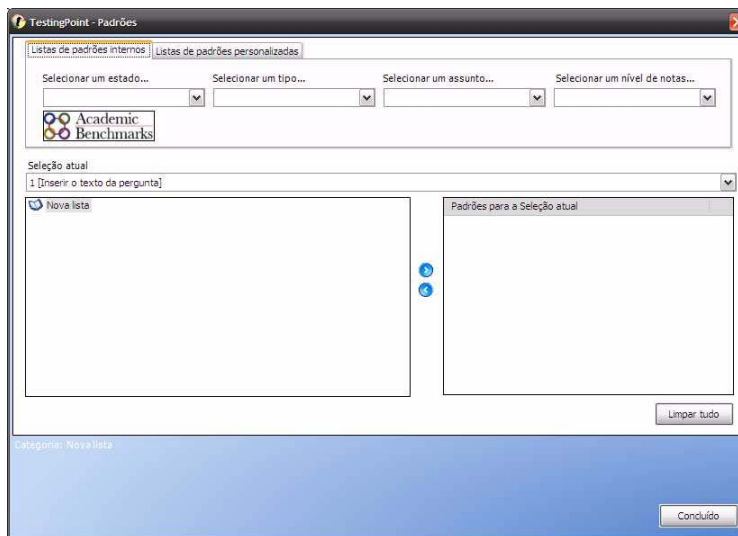 TestingPoint - Padrões
Listas de padrões internos
Listas de padrões personalizadas
Selecionar um estado...
Selecionar um tipo...
Selecionar um assunto...
Selecionar um nível de notas...
Academic
Benchmarks
Seleção atual
1 [Inserir o texto da pergunta]
Nova lista
Padrões para a Seleção atual
Limpar tudo
Categoria: Nova lista
Concluído